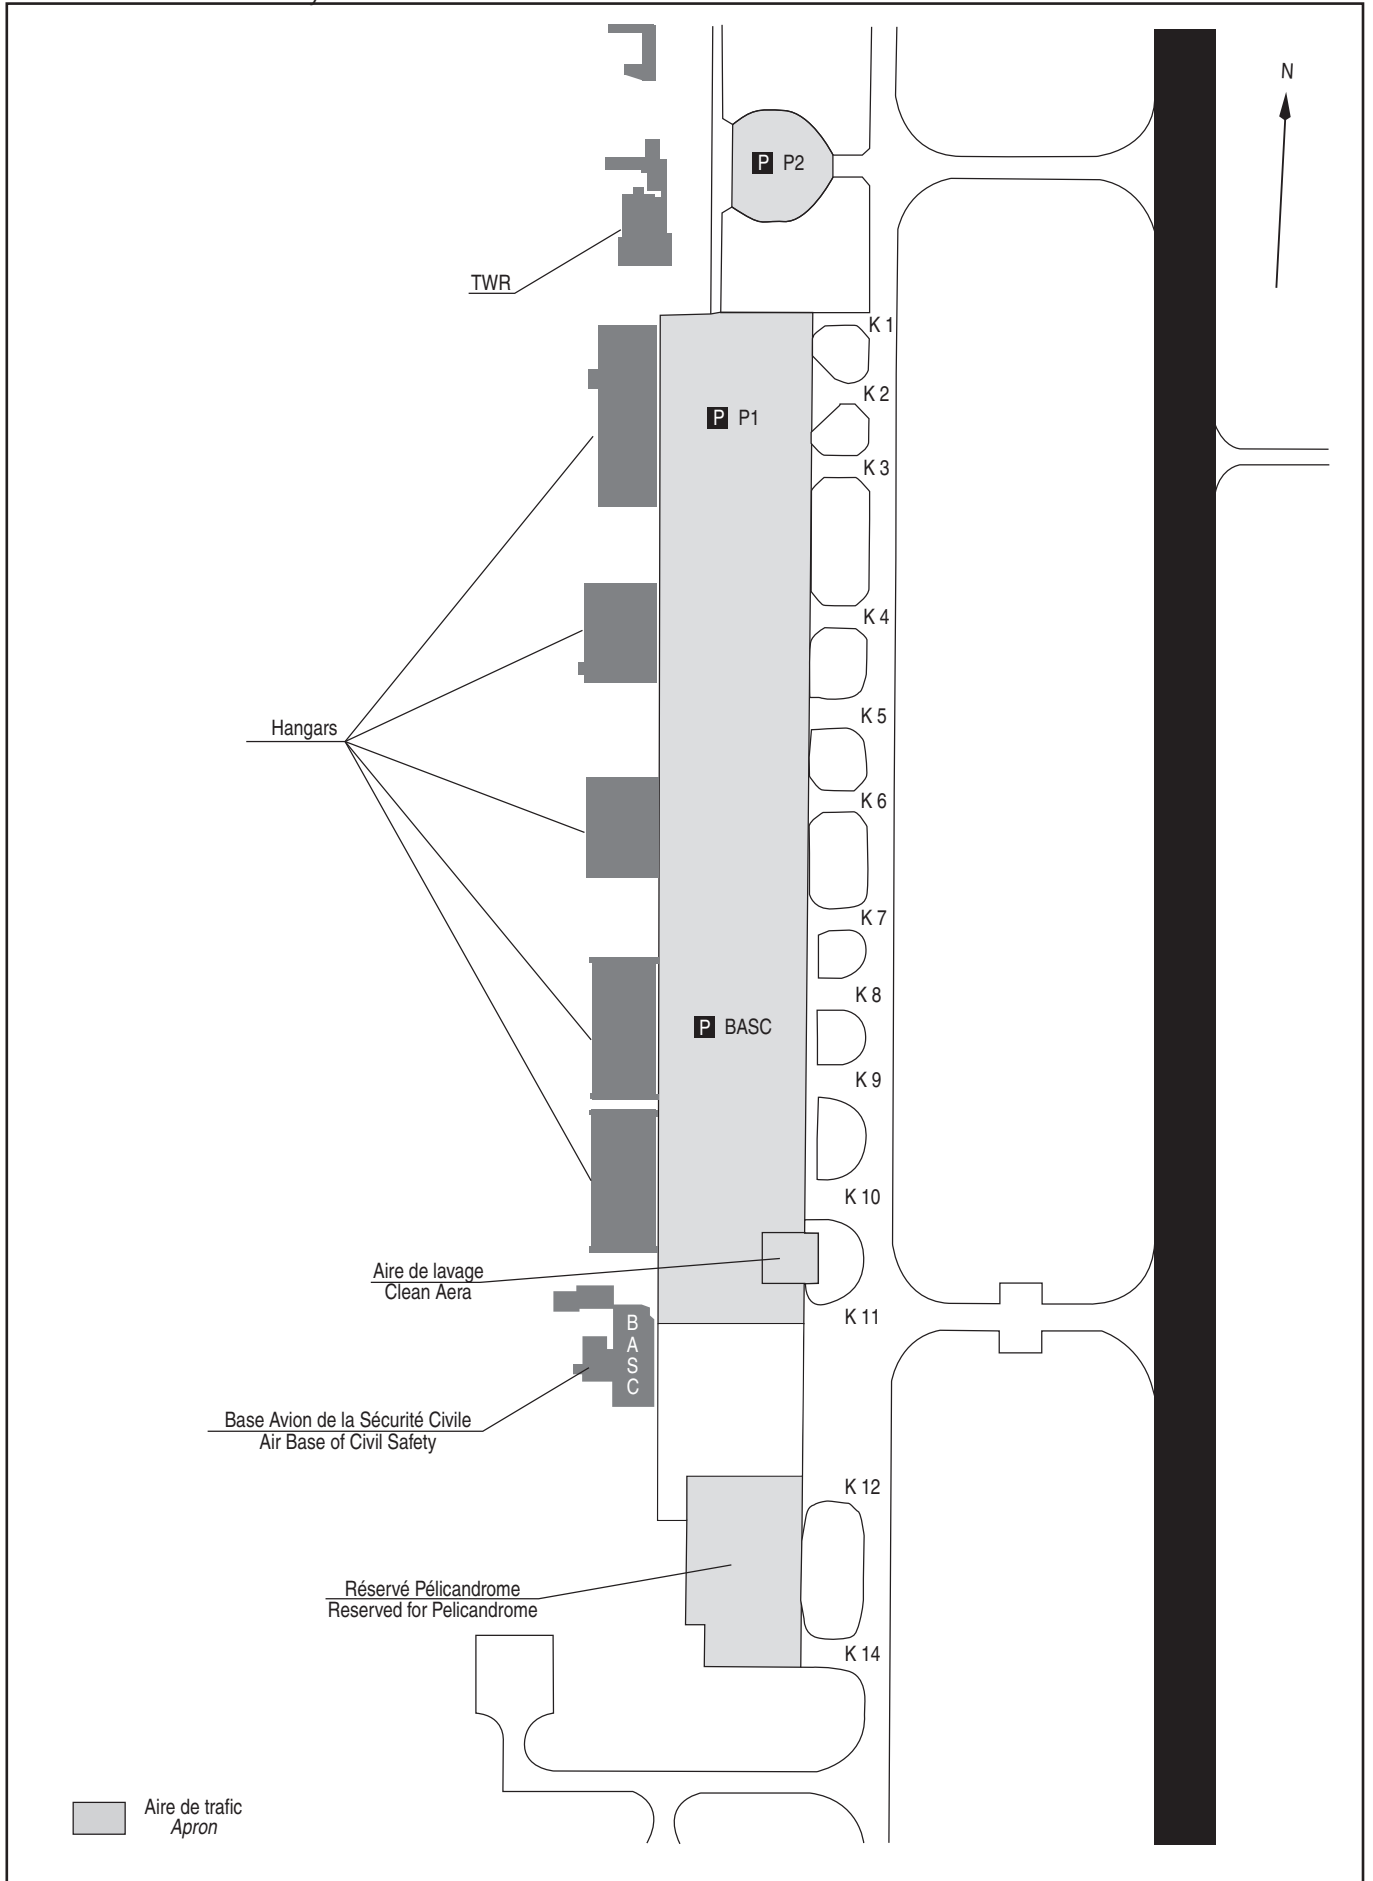 N
P P2
TWR
K 1
K 2
P P1
K 3
K 4
K 5
Hangars
K 6
K 7
K 8
P BASC
K 9
K 10
Aire de lavage
Clean Aera
K 11
B
A
S
C
Base Avion de la Sécurité Civile
Air Base of Civil Safety
K 12
Réservé Pélicandrome
Reserved for Pelicandrome
K 14
Aire de trafic
Apron